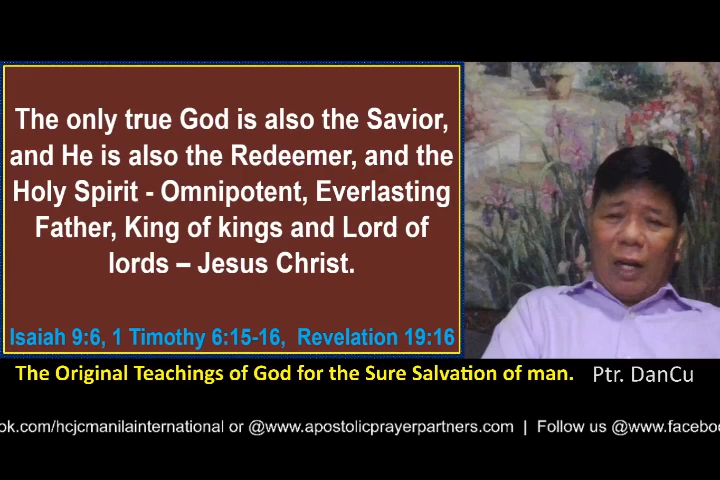 The only true God is also the Savior,
and He is also the Redeemer, and the
Holy Spirit - Omnipotent, Everlasting
Father, King of kings and Lord of
lords – Jesus Christ.
Isaiah 9:6, 1 Timothy 6:15-16,  Revelation 19:16
The Original Teachings of God for the Sure Salvation of man.
Ptr. DanCu
ok.com/hcjcmanilainternational or @www.apostolicprayerpartners.com  |  Follow us @www.facebo